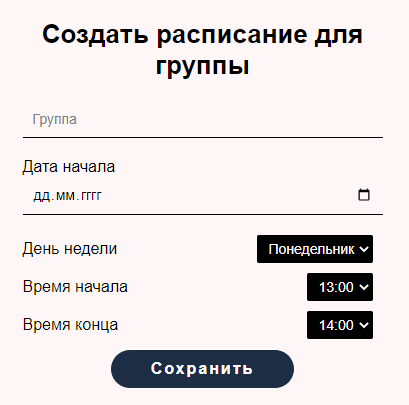 Создать расписание для
группы
Группа
Дата начала
дд.мм.гггг
День недели Понедельник
Время начала 13:00
Время конца 14:00
Сохранить